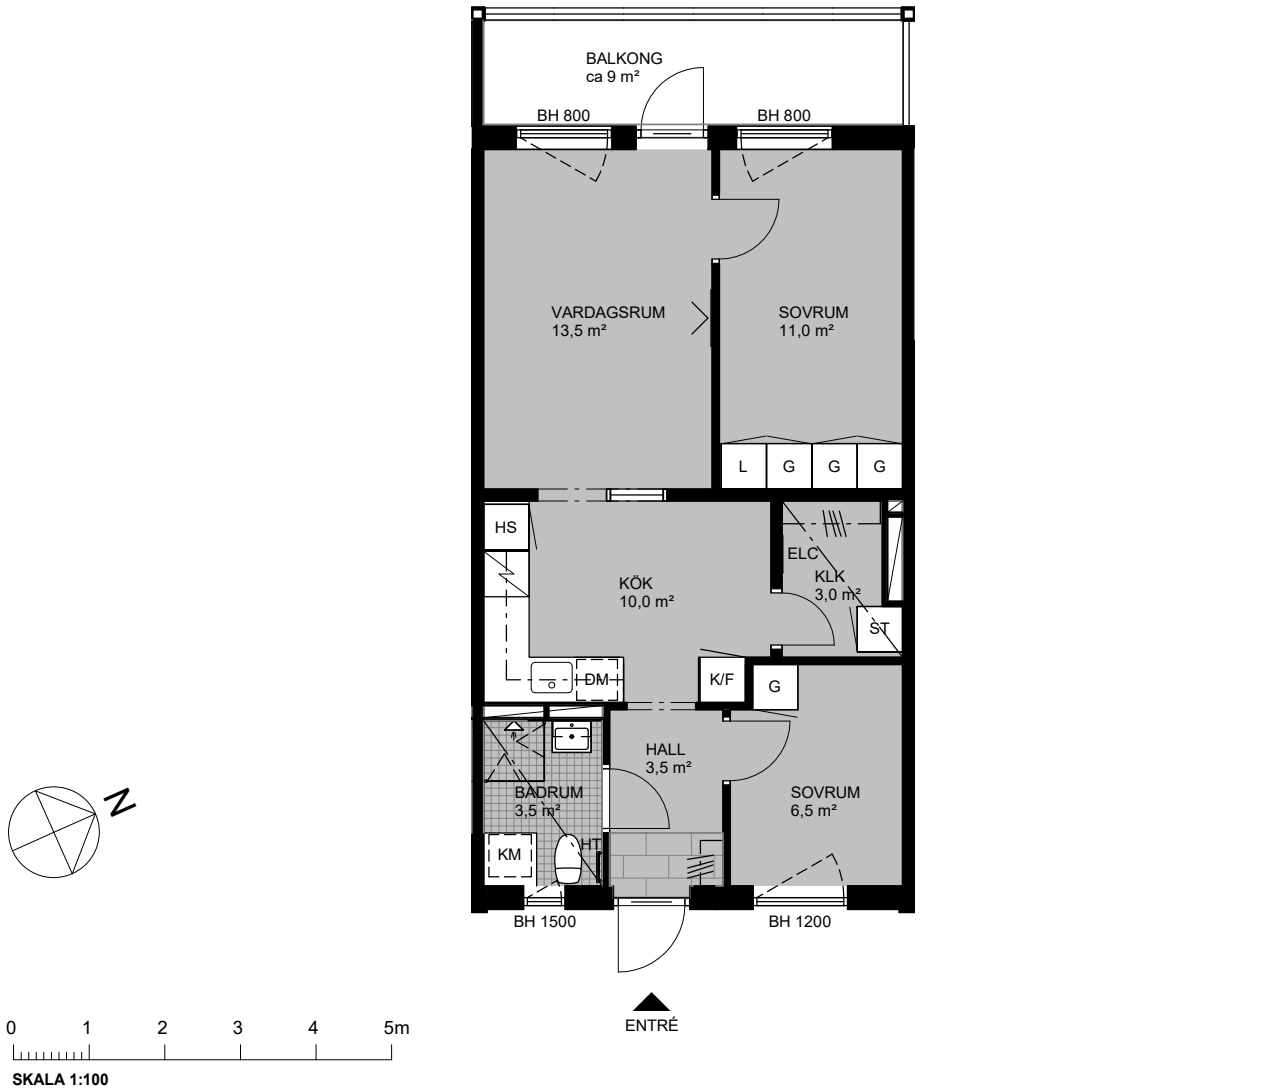 BALKONG
ca 9 m²
BH 800
BH 800
VARDAGSRUM
13,5 m²
SOVRUM
11,0 m²
L
G
G
G
HS
KÖK
10,0 m²
ELC
KLK
3,0 m²
ST
DM
K/F
G
HALL
3,5 m²
BADRUM
3,5 m²
SOVRUM
6,5 m²
N
HT
KM
BH 1500
BH 1200
ENTRÉ
0 1 2 3 4 5m
SKALA 1:100